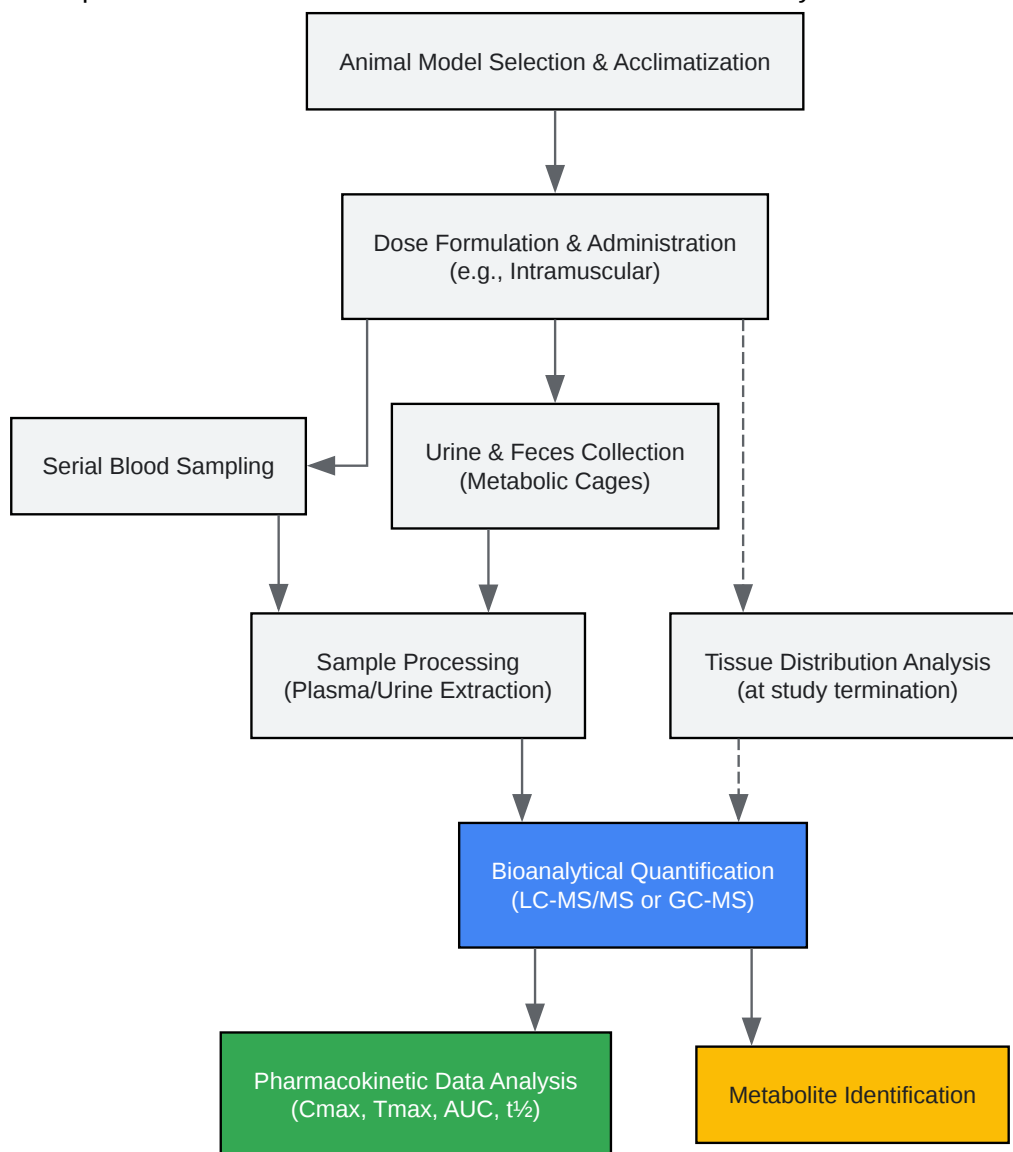 Animal Model Selection & Acclimatization
Dose Formulation & Administration
(e.g., Intramuscular)
Serial Blood Sampling
Urine & Feces Collection
(Metabolic Cages)
Sample Processing
(Plasma/Urine Extraction)
Tissue Distribution Analysis
(at study termination)
Bioanalytical Quantification
(LC-MS/MS or GC-MS)
Pharmacokinetic Data Analysis
(Cmax, Tmax, AUC, t½)
Metabolite Identification